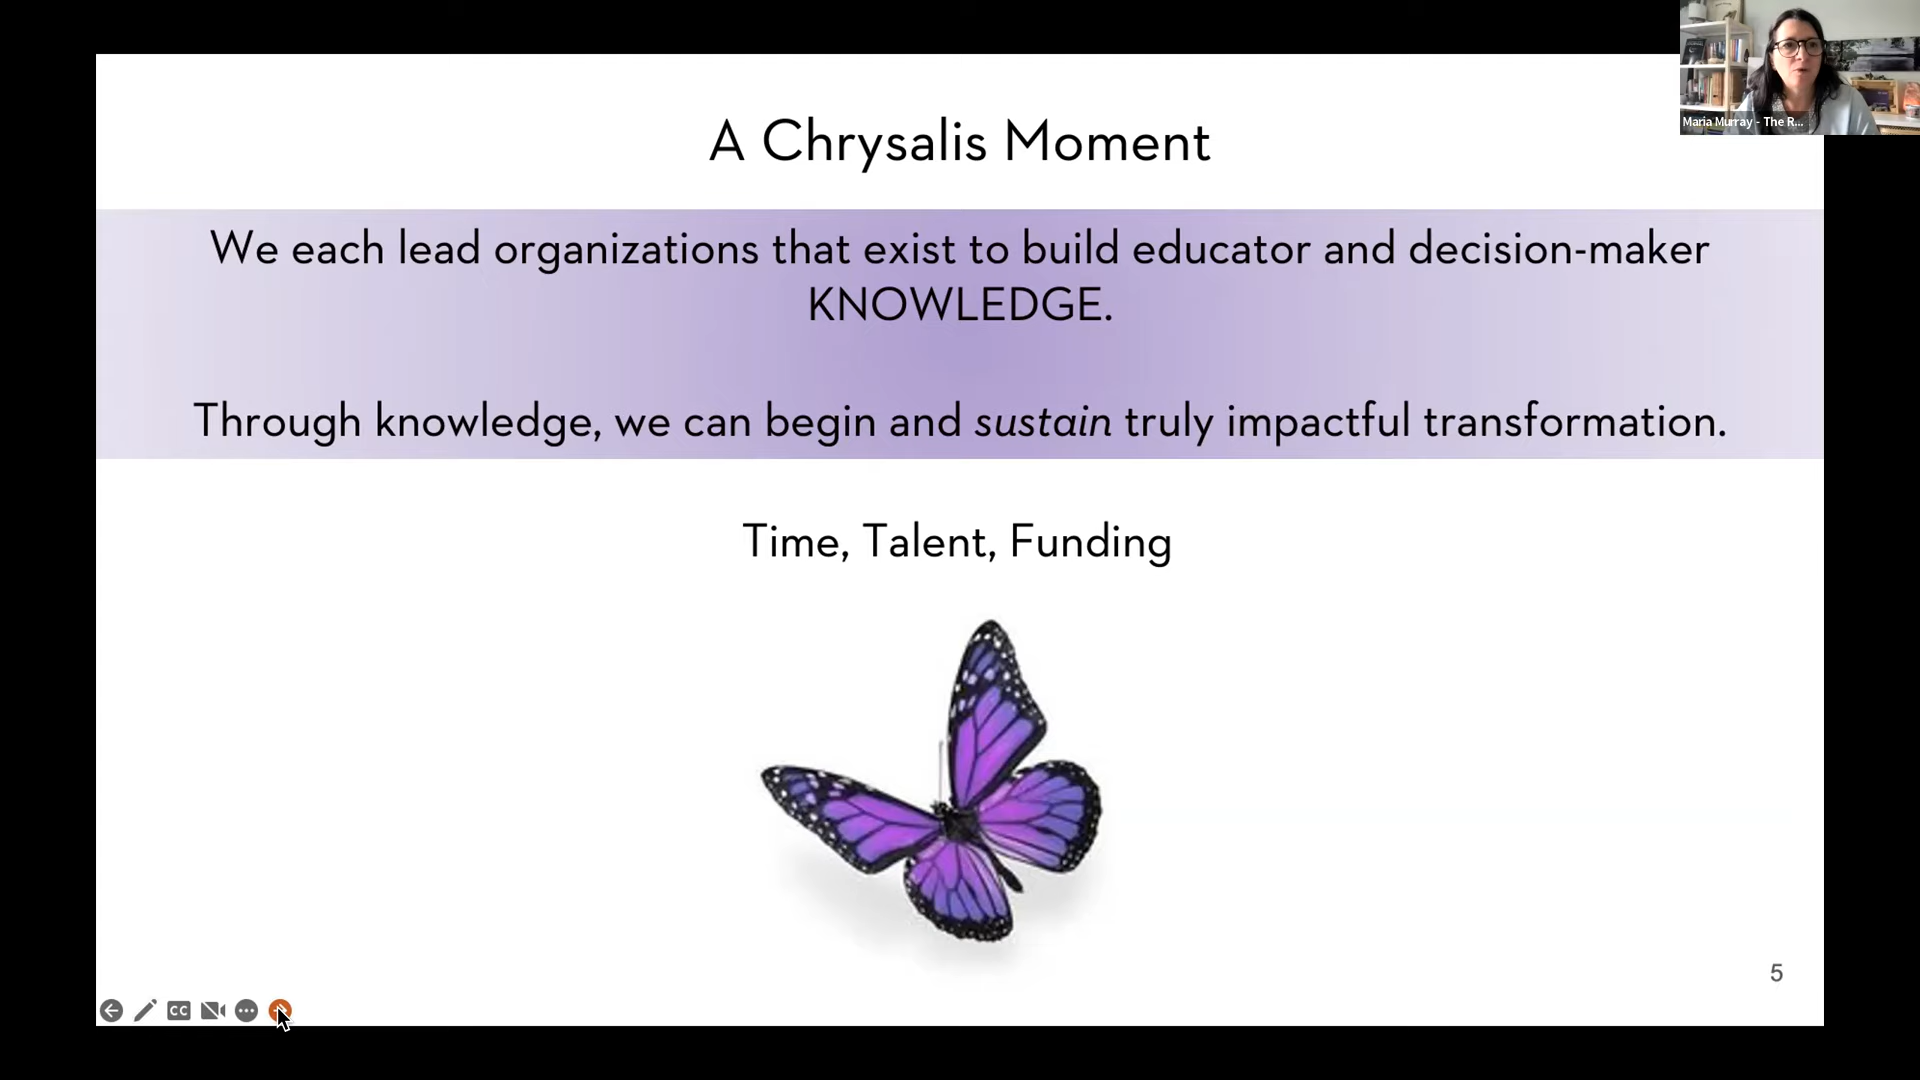 A Chrysalis Moment
We each lead organizations that exist to build educator and decision-maker
KNOWLEDGE.
Through knowledge, we can begin and sustain truly impactful transformation.
Time, Talent, Funding
5
Maria Murray - The R...
CC